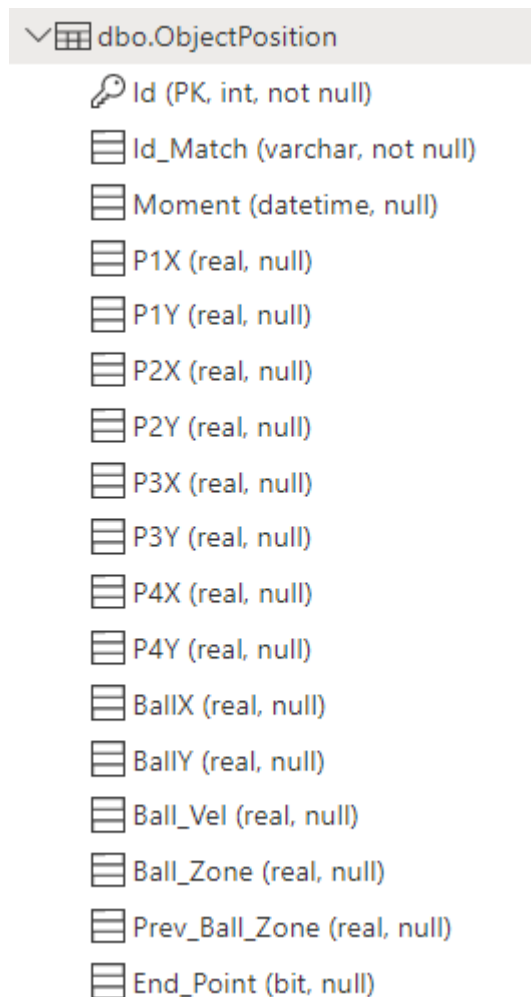 dbo.ObjectPosition
Id (PK, int, not null)
Id_Match (varchar, not null)
Moment (datetime, null)
P1X (real, null)
P1Y (real, null)
P2X (real, null)
P2Y (real, null)
P3X (real, null)
P3Y (real, null)
P4X (real, null)
P4Y (real, null)
BallX (real, null)
BallY (real, null)
Ball_Vel (real, null)
Ball_Zone (real, null)
Prev_Ball_Zone (real, null)
End_Point (bit, null)